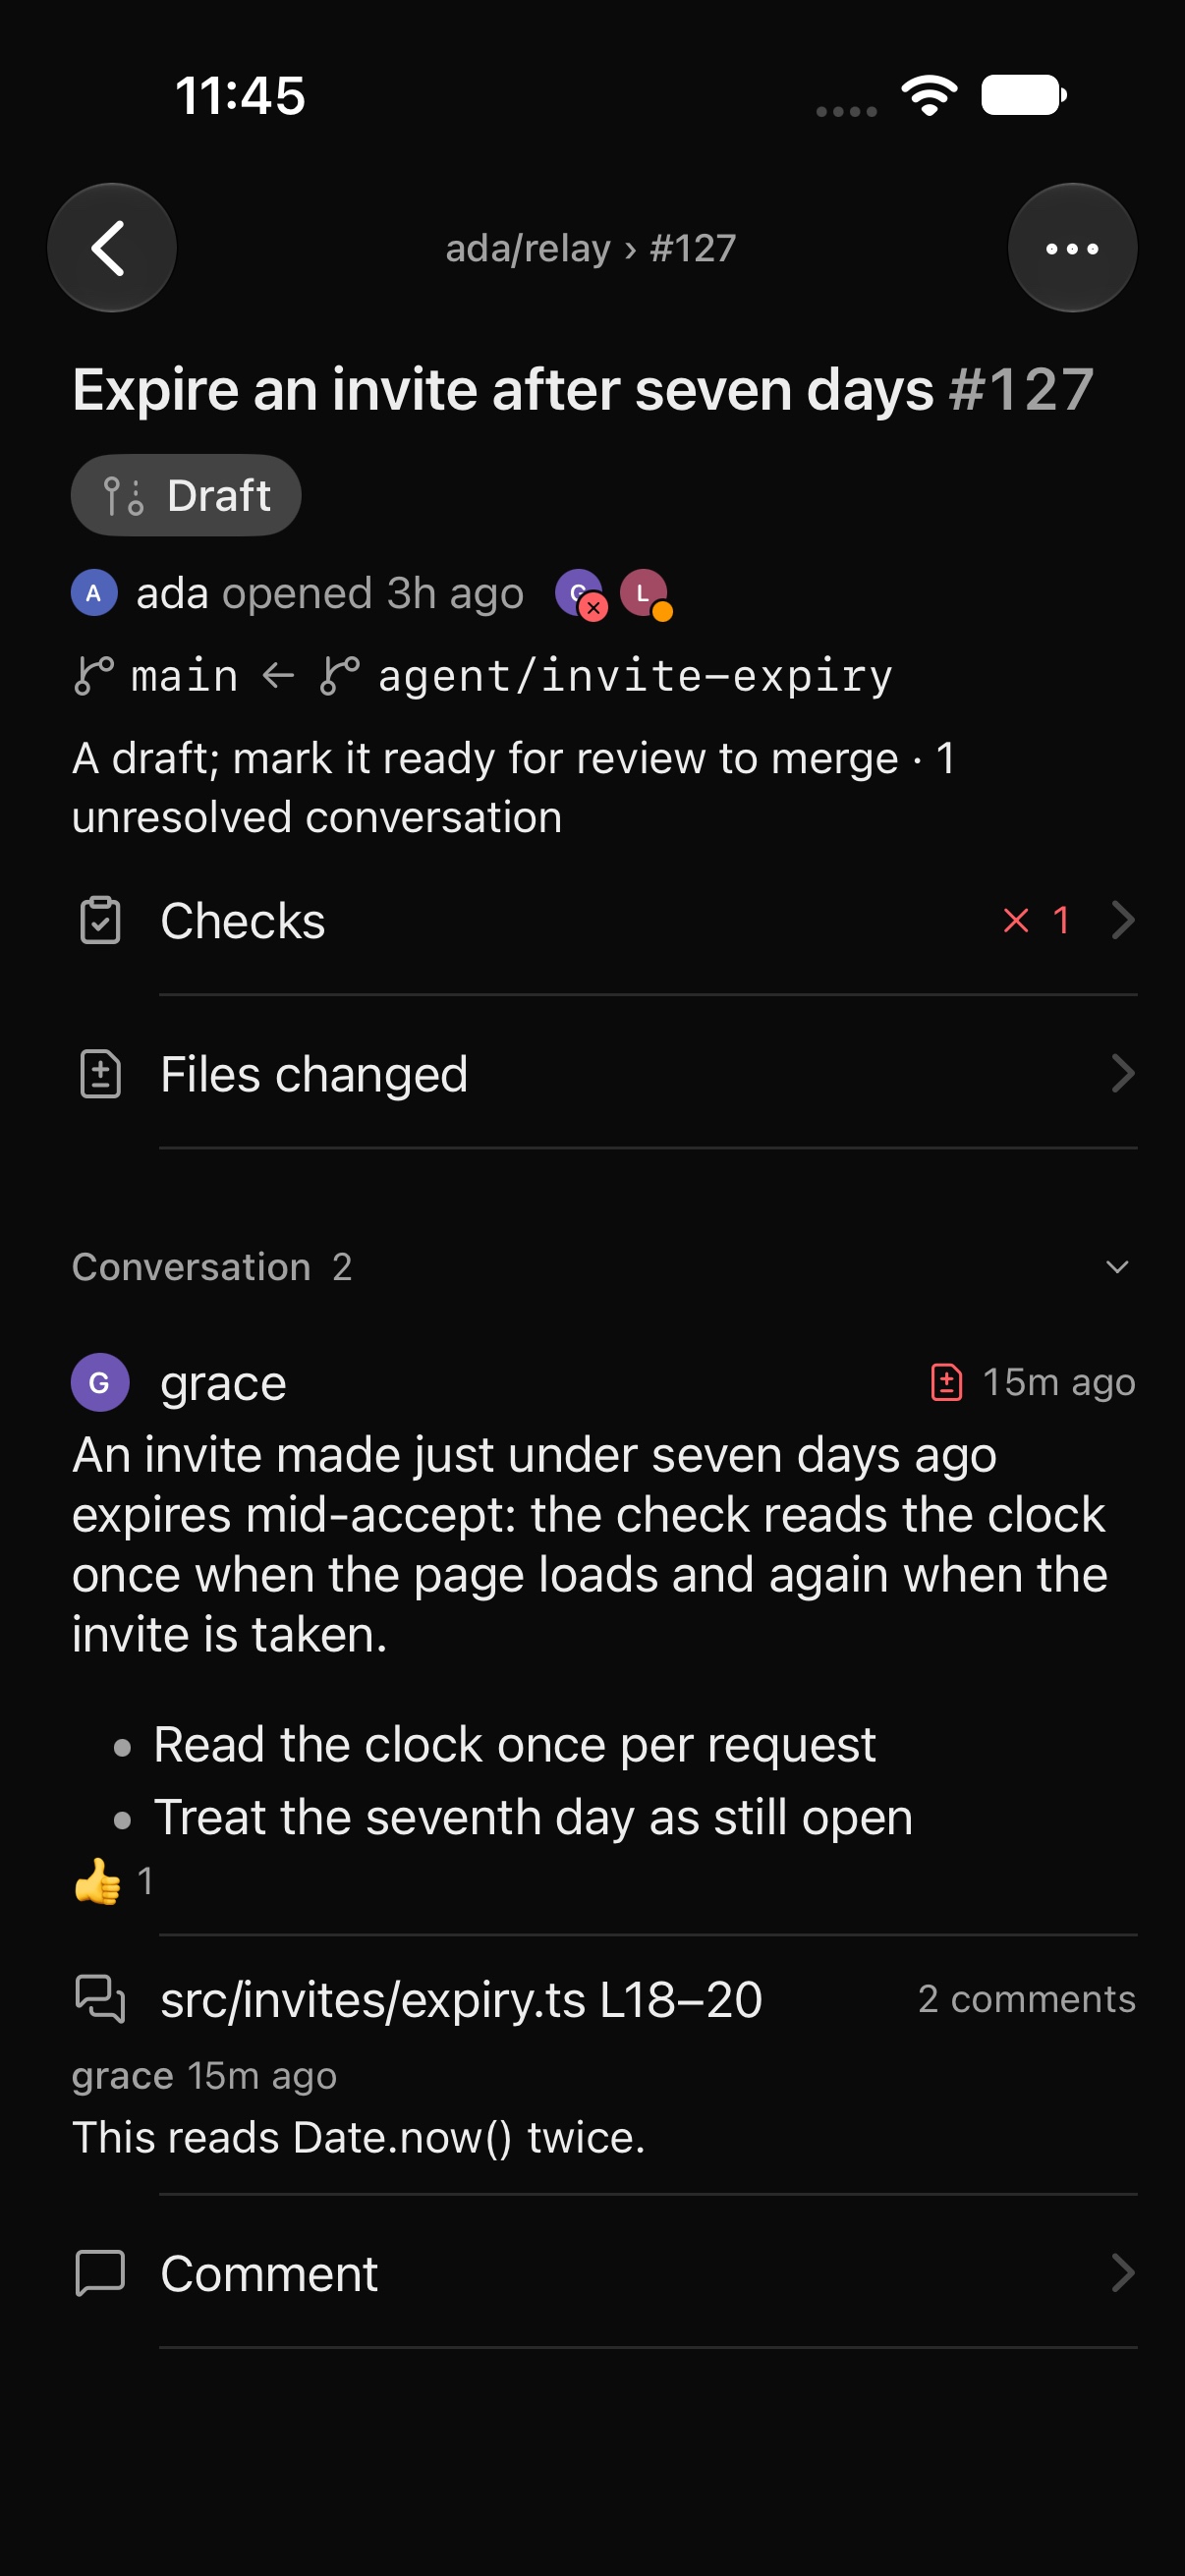 11:45
ada/relay › #127
Expire an invite after seven days #127
Draft
A ada opened 3h ago G L
main ← agent/invite-expiry
A draft; mark it ready for review to merge · 1
unresolved conversation
Checks 1
Files changed
Conversation 2
G grace 15m ago
An invite made just under seven days ago
expires mid-accept: the check reads the clock
once when the page loads and again when the
invite is taken.
• Read the clock once per request
• Treat the seventh day as still open
👍 1
src/invites/expiry.ts L18–20 2 comments
grace 15m ago
This reads Date.now() twice.
Comment